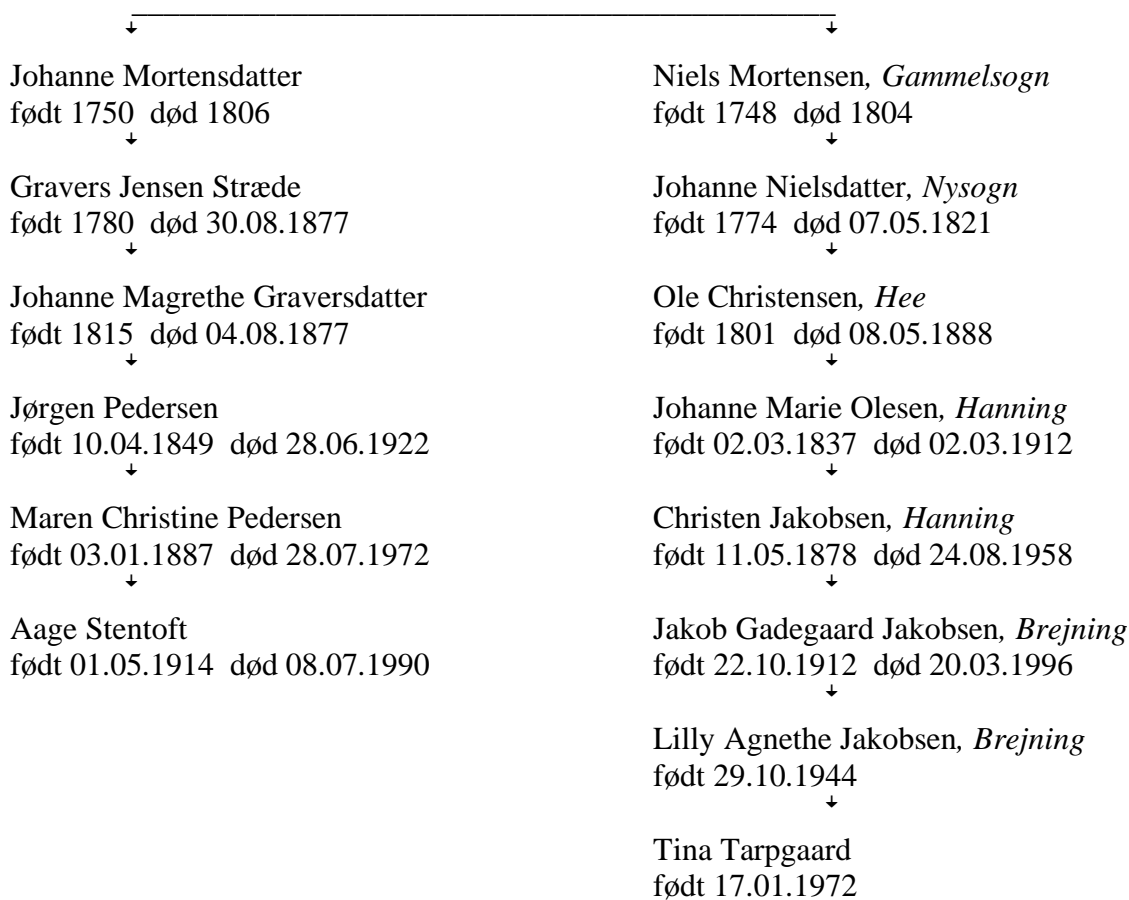 Johanne Mortensdatter
født 1750 død 1806
Gravers Jensen Stræde
født 1780 død 30.08.1877
Johanne Magrethe Graversdatter
født 1815 død 04.08.1877
Jørgen Pedersen
født 10.04.1849 død 28.06.1922
Maren Christine Pedersen
født 03.01.1887 død 28.07.1972
Aage Stentoft
født 01.05.1914 død 08.07.1990
Niels Mortensen, Gammelsogn
født 1748 død 1804
Johanne Nielsdatter, Nysogn
født 1774 død 07.05.1821
Ole Christensen, Hee
født 1801 død 08.05.1888
Johanne Marie Olesen, Hanning
født 02.03.1837 død 02.03.1912
Christen Jakobsen, Hanning
født 11.05.1878 død 24.08.1958
Jakob Gadegaard Jakobsen, Brejning
født 22.10.1912 død 20.03.1996
Lilly Agnethe Jakobsen, Brejning
født 29.10.1944
Tina Tarpgaard
født 17.01.1972